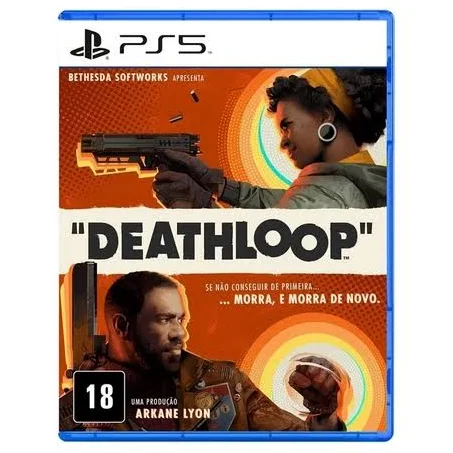 PS5
BETHESDA SOFTWORKS APRESENTA
"DEATHLOOP"™
SE NÃO CONSEGUIR DE PRIMEIRA...
... MORRA, E MORRA DE NOVO.
18
UMA PRODUÇÃO
ARKANE LYON